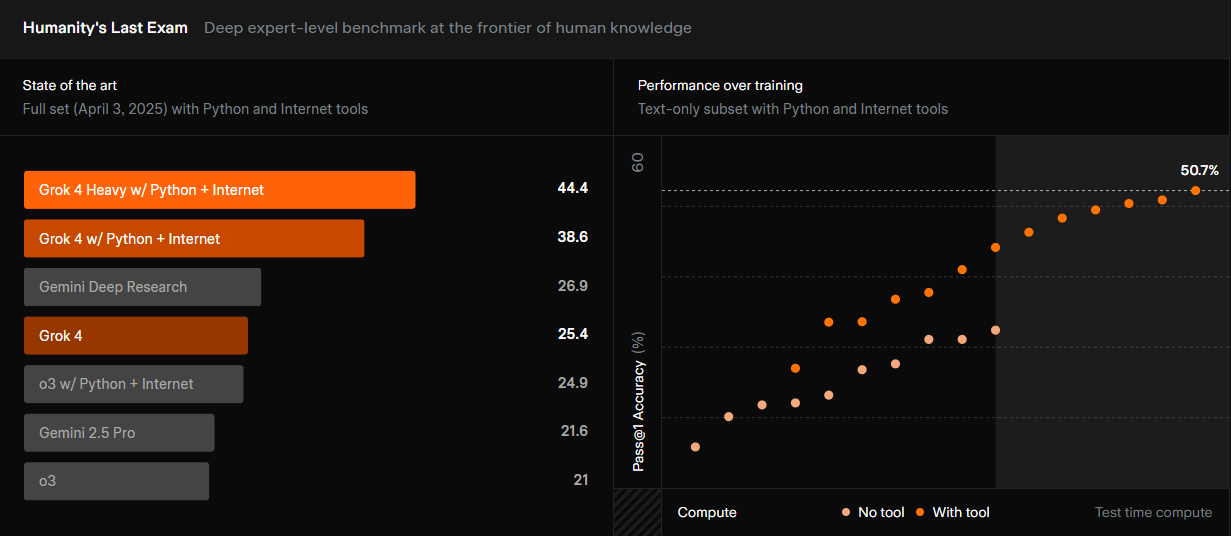 Humanity's Last Exam Deep expert-level benchmark at the frontier of human knowledge
State of the art
Full set (April 3, 2025) with Python and Internet tools
Grok 4 Heavy w/ Python + Internet 44.4
Grok 4 w/ Python + Internet 38.6
Gemini Deep Research 26.9
Grok 4 25.4
o3 w/ Python + Internet 24.9
Gemini 2.5 Pro 21.6
o3 21
Performance over training
Text-only subset with Python and Internet tools
60
50.7%
Pass@1 Accuracy (%)
Compute No tool With tool Test time compute